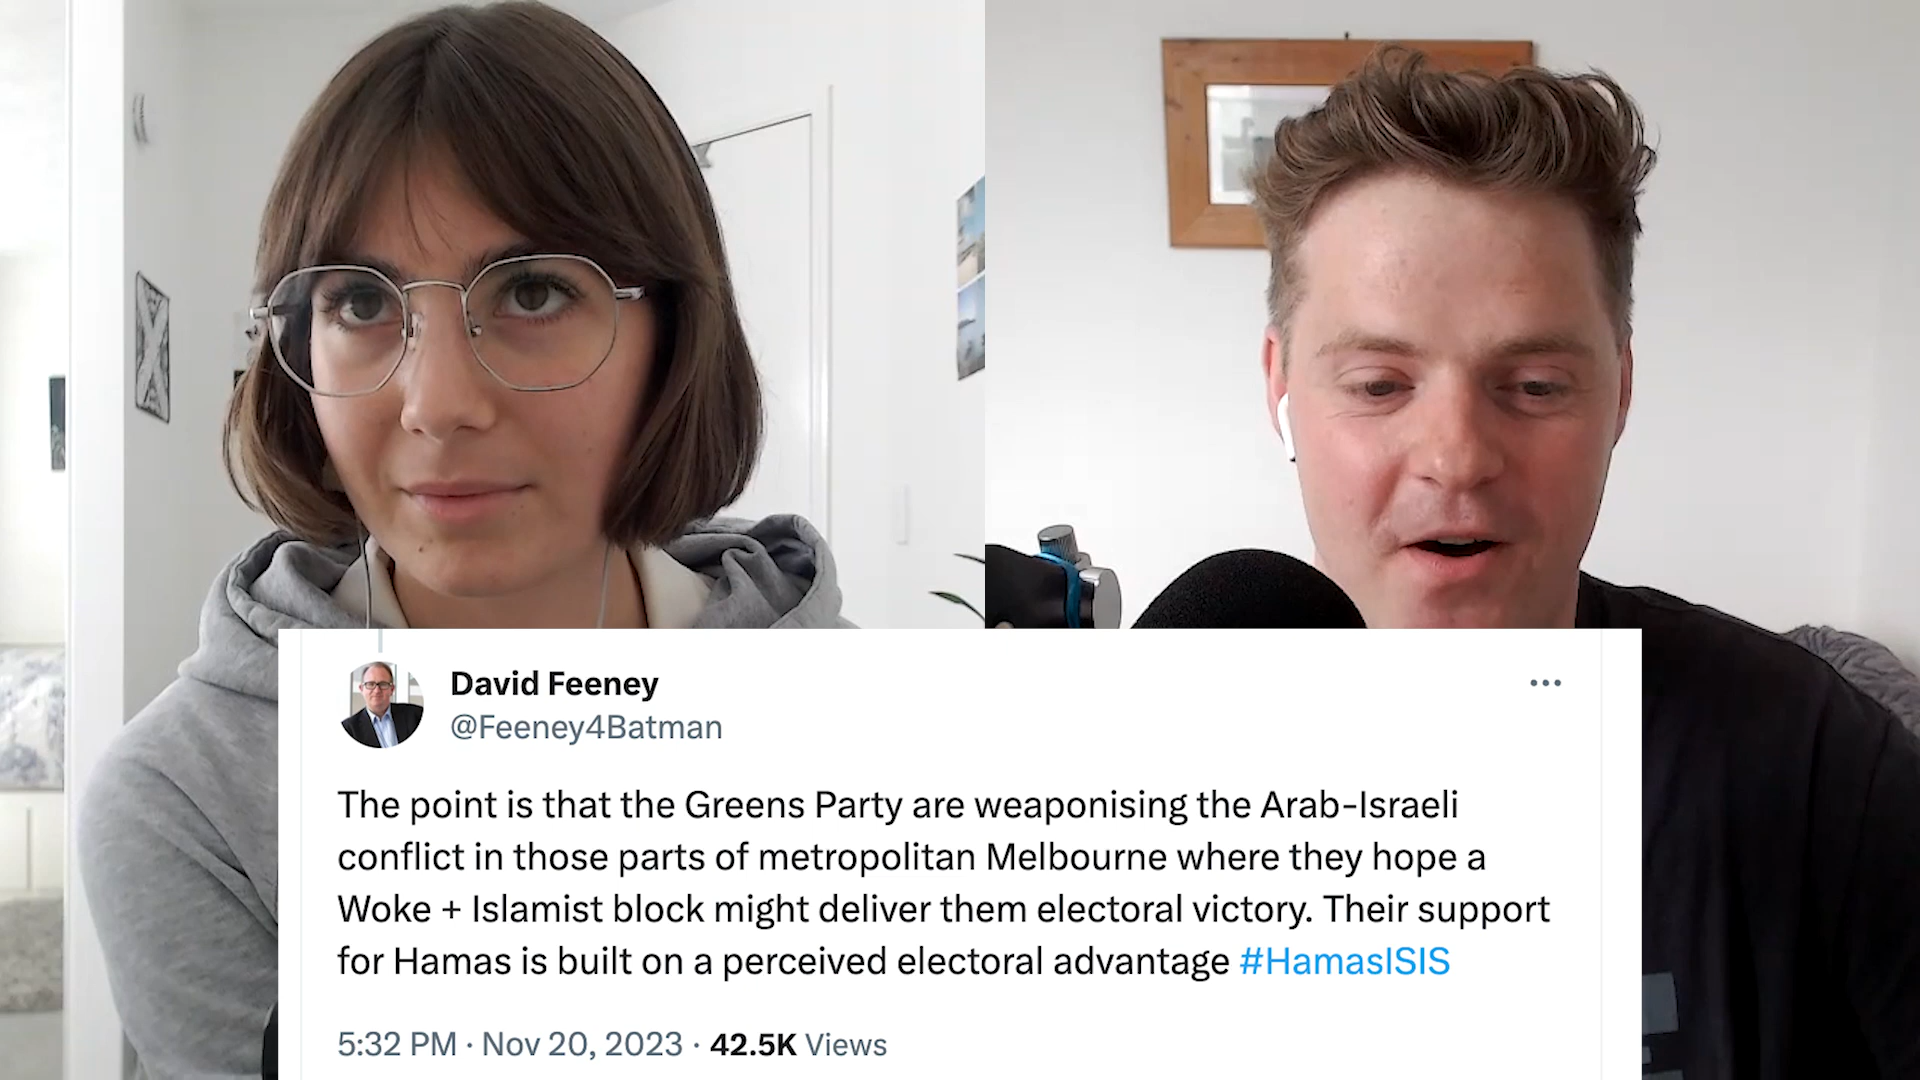 David Feeney
@Feeney4Batman
The point is that the Greens Party are weaponising the Arab-Israeli
conflict in those parts of metropolitan Melbourne where they hope a
Woke + Islamist block might deliver them electoral victory. Their support
for Hamas is built on a perceived electoral advantage #HamasISIS
5:32 PM · Nov 20, 2023 · 42.5K Views